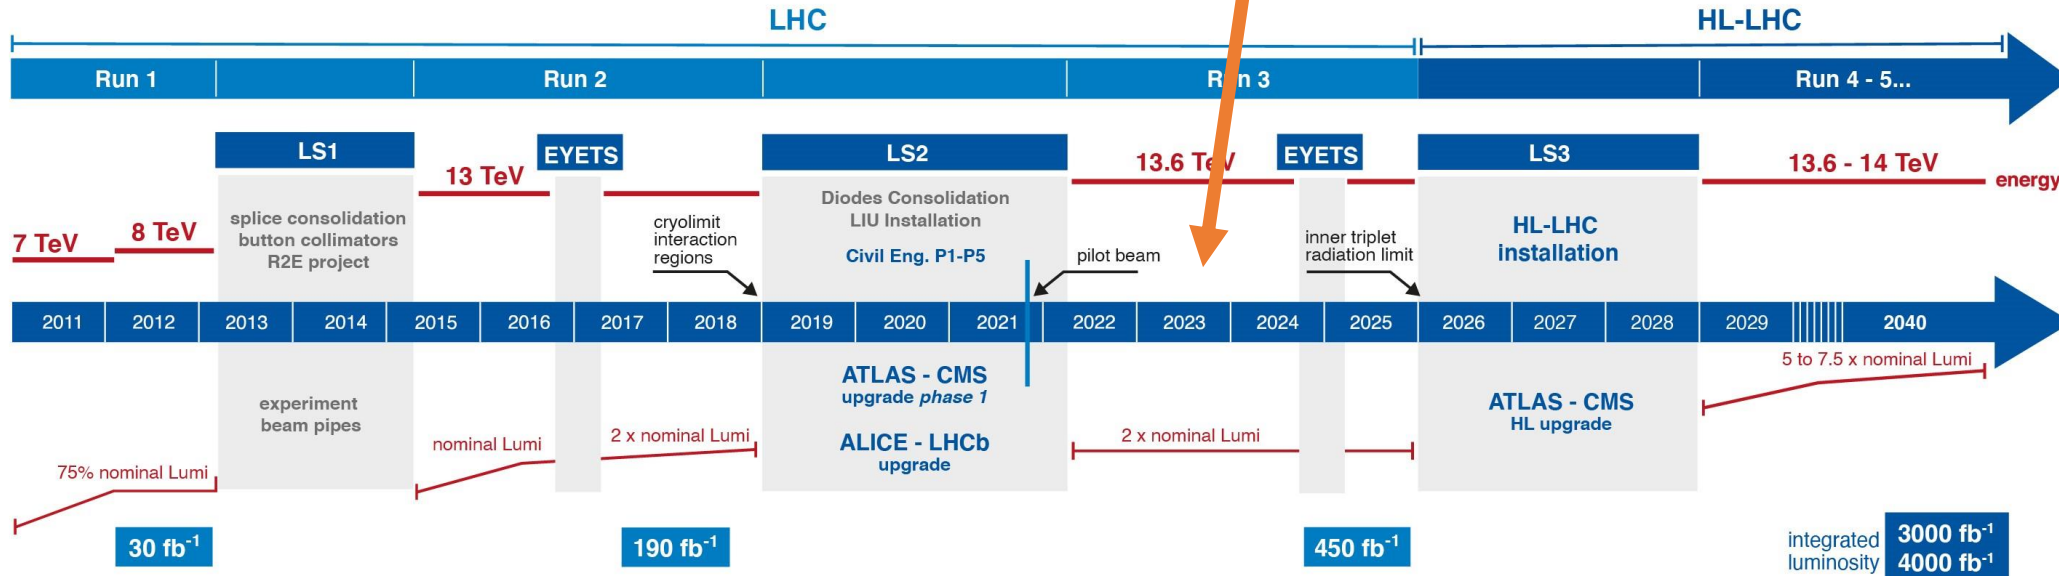 LHC
HL-LHC
Run 1
Run 2
Run 3
Run 4 - 5...
LS1
EYETS
LS2
EYETS
LS3
13 TeV
13.6 TeV
13.6 - 14 TeV
energy
7 TeV
8 TeV
splice consolidation
button collimators
R2E project
cryolimit
interaction
regions
Diodes Consolidation
LIU Installation
Civil Eng. P1-P5
pilot beam
inner triplet
radiation limit
HL-LHC
installation
2011
2012
2013
2014
2015
2016
2017
2018
2019
2020
2021
2022
2023
2024
2025
2026
2027
2028
2029
2040
5 to 7.5 x nominal Lumi
experiment
beam pipes
ATLAS - CMS
upgrade phase 1
ALICE - LHCb
upgrade
ATLAS - CMS
HL upgrade
75% nominal Lumi
nominal Lumi
2 x nominal Lumi
2 x nominal Lumi
30 fb⁻¹
190 fb⁻¹
450 fb⁻¹
integrated
luminosity
3000 fb⁻¹
4000 fb⁻¹